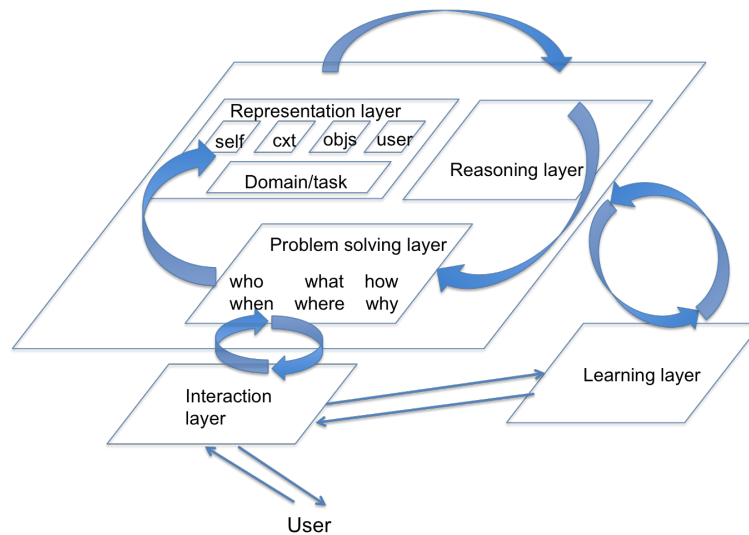 Representation layer
self cxt objs user
Domain/task
Reasoning layer
Problem solving layer
who what how
when where why
Interaction
layer
Learning layer
User